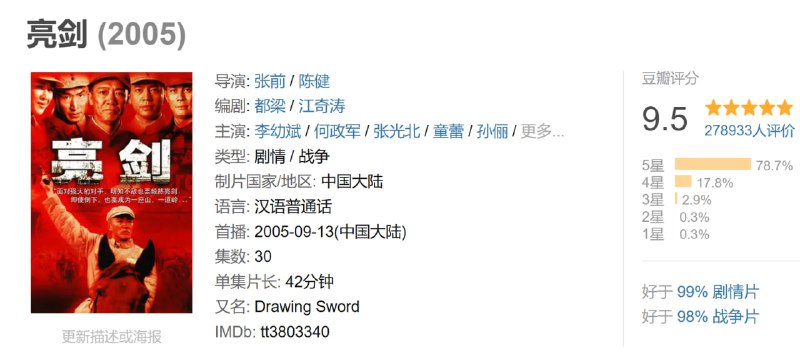 亮剑 (2005)
亮剑
"面对强大的对手,明知不敌也要毅然亮剑.
即使倒下,也要成为一座山,一道岭..."
更新描述或海报
导演: 张前 / 陈健
编剧: 都梁 / 江奇涛
主演: 李幼斌 / 何政军 / 张光北 / 童蕾 / 孙俪 / 更多...
类型: 剧情 / 战争
制片国家/地区: 中国大陆
语言: 汉语普通话
首播: 2005-09-13(中国大陆)
集数: 30
单集片长: 42分钟
又名: Drawing Sword
IMDb: tt3803340
豆瓣评分
9.5
278933人评价
5星 78.7%
4星 17.8%
3星 2.9%
2星 0.3%
1星 0.3%
好于 99% 剧情片
好于 98% 战争片